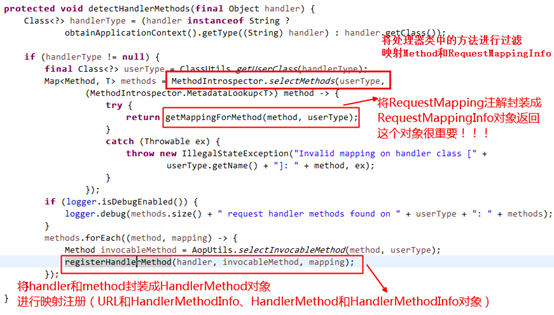 protected void detectHandlerMethods(final Object handler) {
Class<?> handlerType = (handler instanceof String ?
obtainApplicationContext().getType((String) handler) : handler.getClass());
将处理器类中的方法进行过滤
映射Method和RequestMappingInfo
if (handlerType != null) {
final Class<?> userType = ClassUtils.getUserClass(handlerType);
Map<Method, T> methods = MethodIntrospector.selectMethods(userType,
(MethodIntrospector.MetadataLookup<T>) method -> {
try {
return getMappingForMethod(method, userType);
将RequestMapping注解封装成
RequestMappingInfo对象返回
这个对象很重要！！！
}
catch (Throwable ex) {
throw new IllegalStateException("Invalid mapping on handler class [" +
userType.getName() + "]: " + method, ex);
}
});
if (logger.isDebugEnabled()) {
logger.debug(methods.size() + " request handler methods found on " + userType + ": " + methods);
}
methods.forEach((method, mapping) -> {
Method invocableMethod = AopUtils.selectInvocableMethod(method, userType);
registerHandlerMethod(handler, invocableMethod, mapping);
});
将handler和method封装成HandlerMethod对象
进行映射注册（URL和HandlerMethodInfo、HandlerMethod和HandlerMethodInfo对象）
}